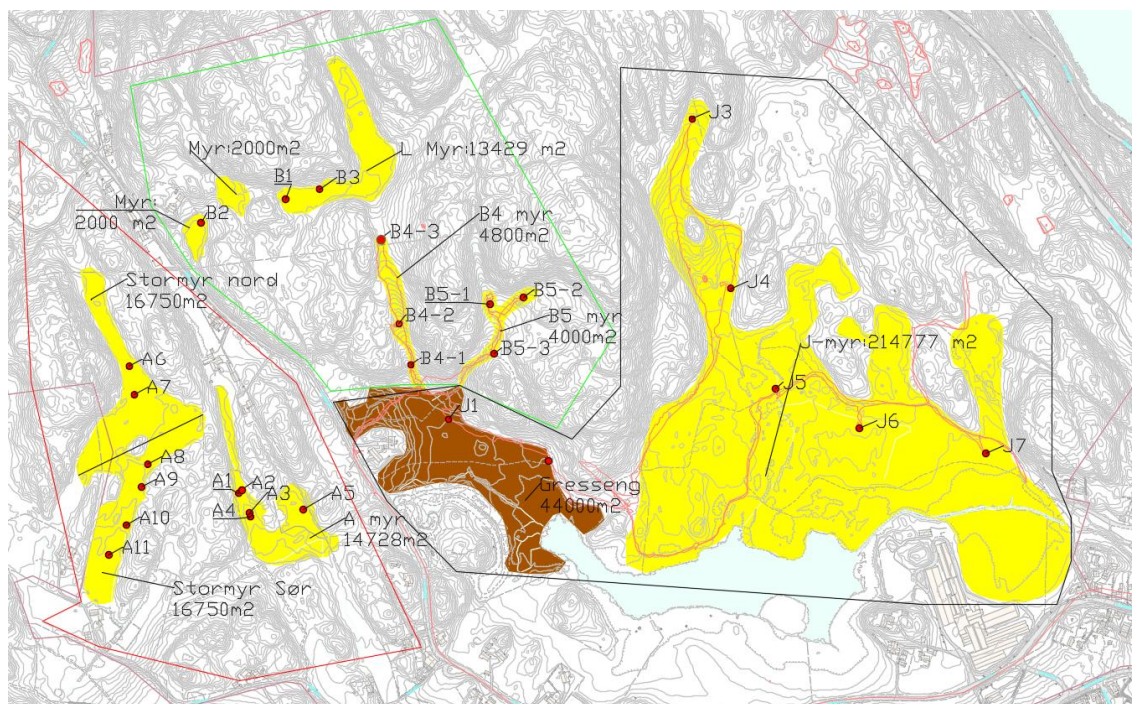 J3
Myr:2000m2
L Myr:13429 m2
B1
B3
Myr:
2000 m2
B2
B4 myr
4800m2
B4-3
Stormyr nord
16750m2
J4
B5-1
B5-2
B4-2
B5 myr
4000m2
J-myr:214777 m2
B5-3
B4-1
A6
A7
J5
J1
J6
J7
A8
Gresseng
44000m2
A9
A1
A2
A3
A4
A5
A myr
14728m2
A10
A11
Stormyr Sør
16750m2